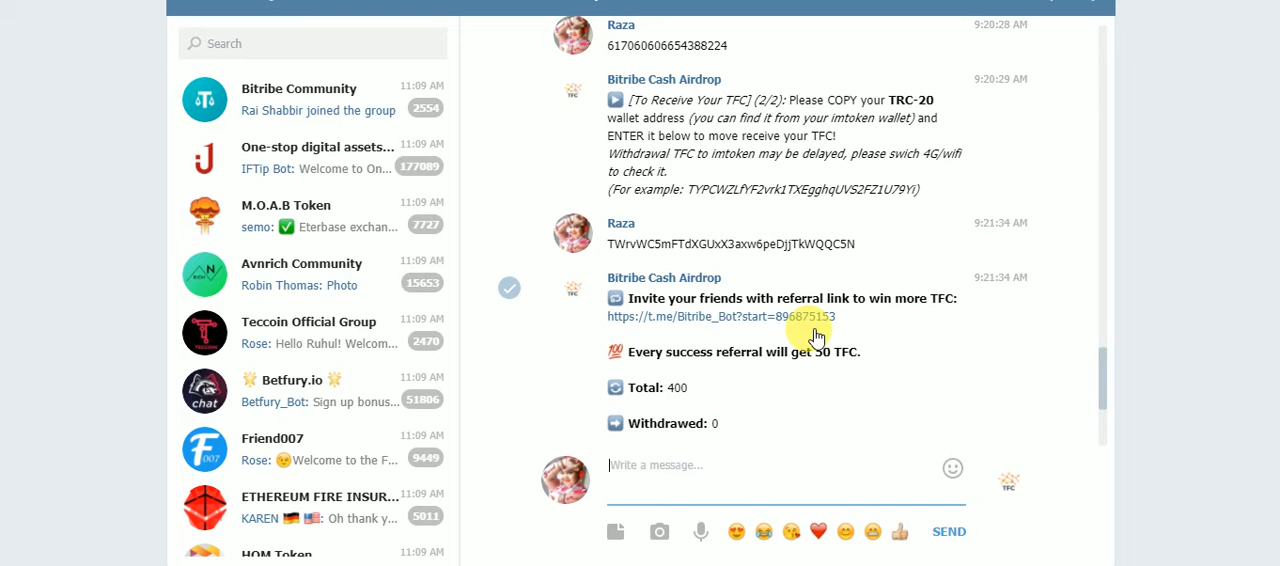 Search
Bitribe Community 11:09 AM
Rai Shabbir joined the group 2554
One-stop digital assets... 11:09 AM
IFTip Bot: Welcome to On... 177089
M.O.A.B Token 11:09 AM
semo: ✅ Eterbase exchan... 7727
Avnrich Community 11:09 AM
Robin Thomas: Photo 15653
Teccoin Official Group 11:09 AM
Rose: Hello Ruhul! Welcom... 2470
🌟 Betfury.io 🌟 11:09 AM
Betfury_Bot: Sign up bonus... 51806
Friend007 11:09 AM
Rose: 😉Welcome to the F... 9449
ETHEREUM FIRE INSUR... 11:09 AM
KAREN 🇩🇪 🇺🇸: Oh thank y... 5011
HOM Token 11:09 AM
Raza 9:20:28 AM
617060606654388224
Bitribe Cash Airdrop 9:20:29 AM
▶️ [To Receive Your TFC] (2/2): Please COPY your TRC-20
wallet address (you can find it from your imtoken wallet) and
ENTER it below to move receive your TFC!
Withdrawal TFC to imtoken may be delayed, please swich 4G/wifi
to check it.
(For example: TYPCWZLfYF2vrk1TXEgghqUVS2FZ1U79Yi)
Raza 9:21:34 AM
TWrvWC5mFTdXGUxX3axw6peDjjTkWQQC5N
Bitribe Cash Airdrop 9:21:34 AM
🔁 Invite your friends with referral link to win more TFC:
https://t.me/Bitribe_Bot?start=896875153
💯 Every success referral will get 50 TFC.
🔄 Total: 400
➡️ Withdrawed: 0
Write a message...
SEND
TFC
TFC
TFC
RICH
TECCOIN
chat
007